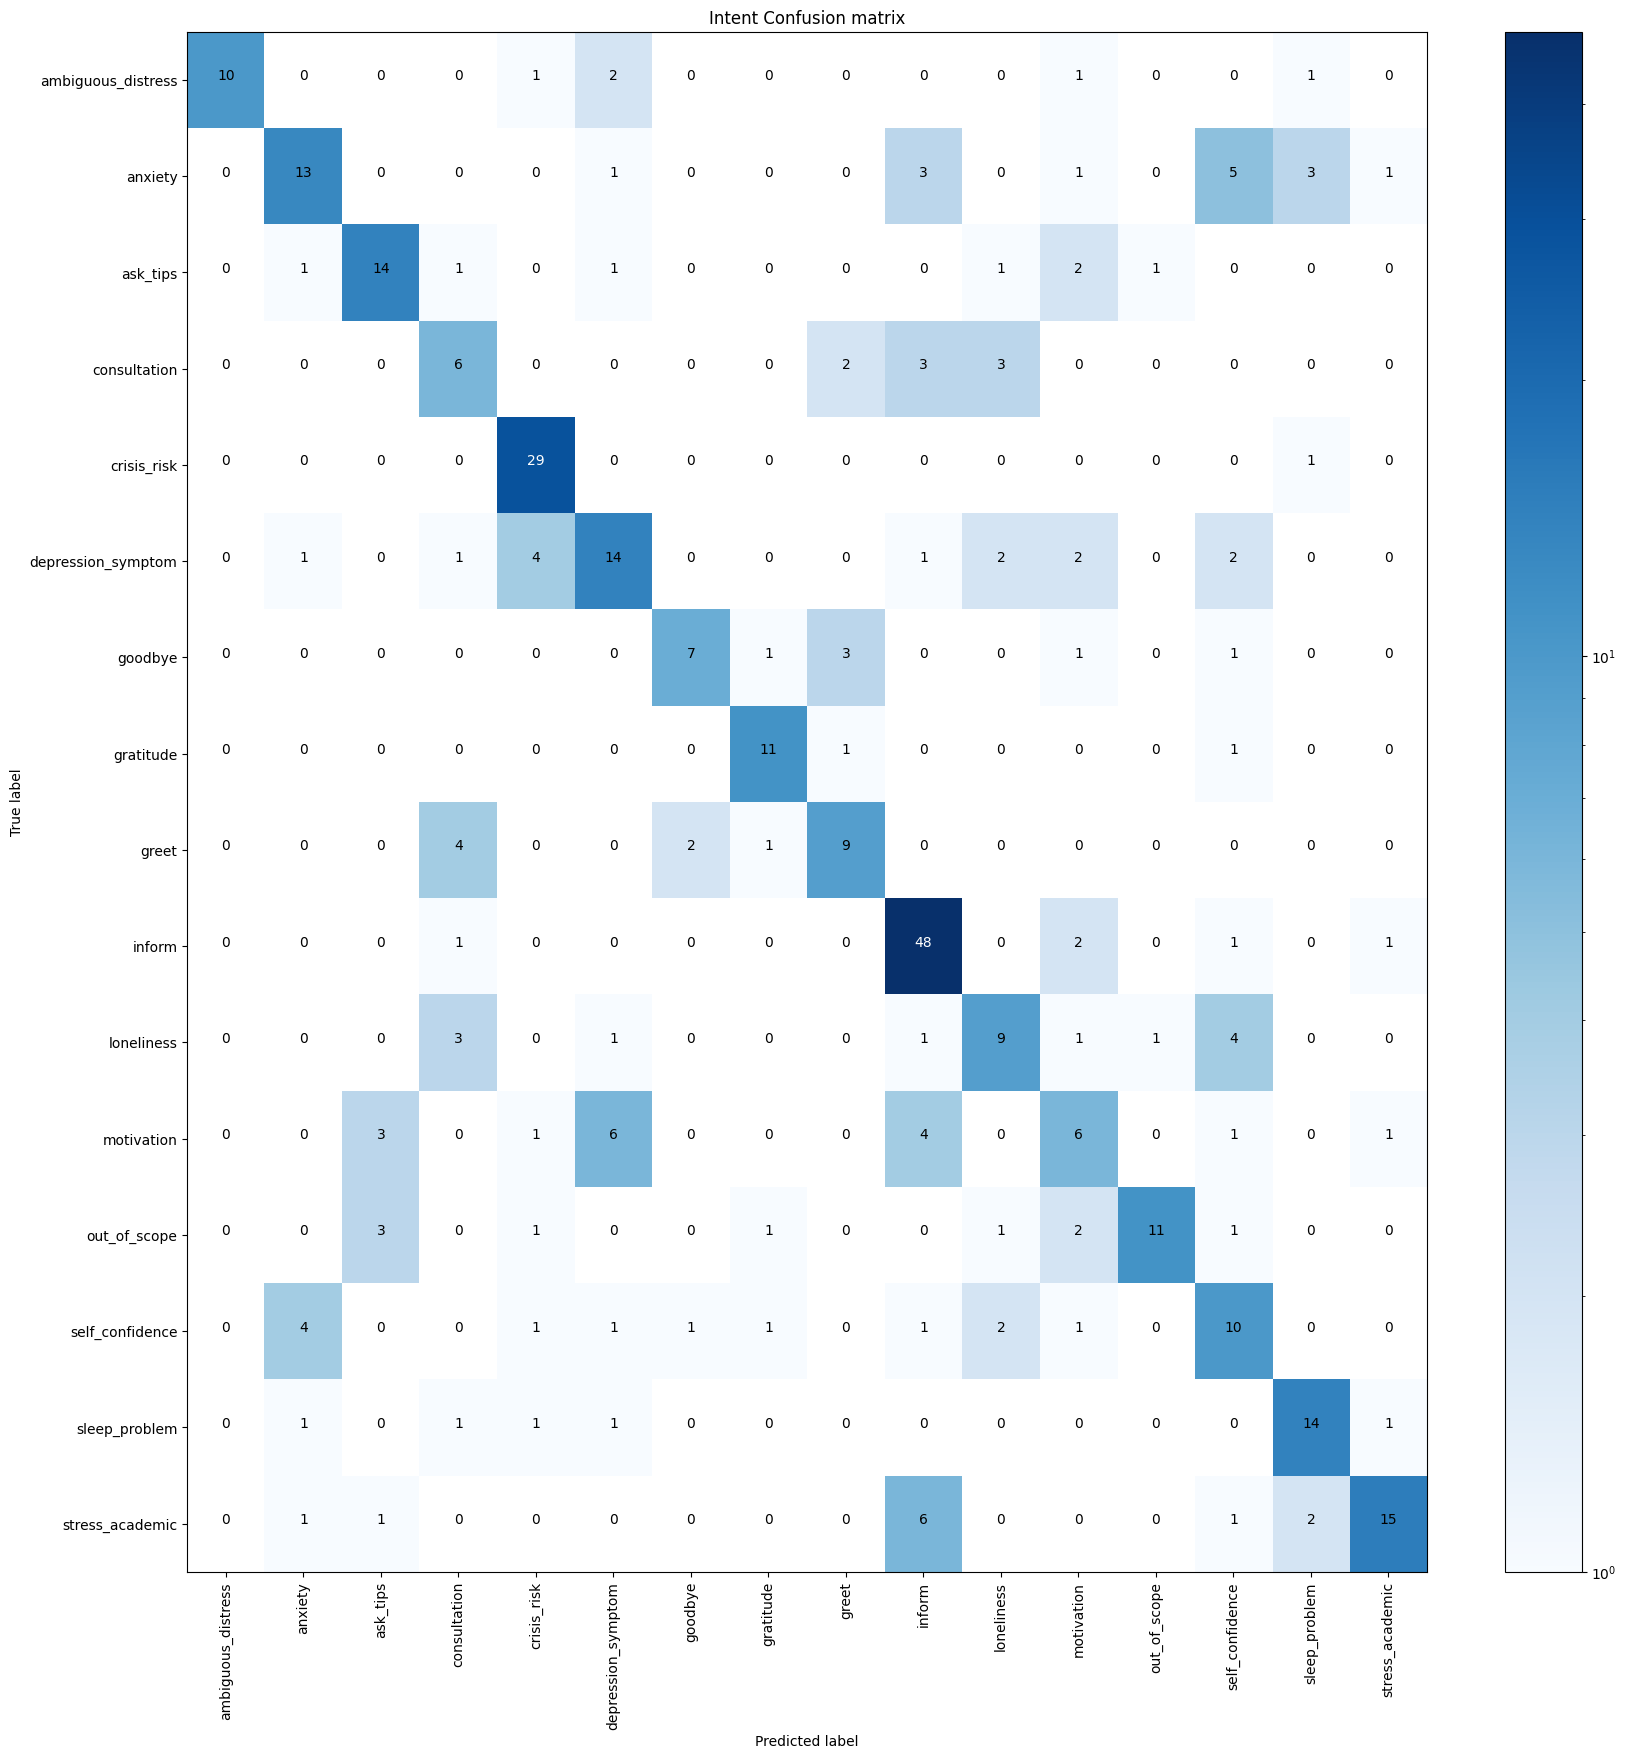 Intent Confusion matrix
ambiguous_distress 10 0 0 0 1 2 0 0 0 0 0 1 0 0 1 0
anxiety 0 13 0 0 0 1 0 0 0 3 0 1 0 5 3 1
ask_tips 0 1 14 1 0 1 0 0 0 0 1 2 1 0 0 0
consultation 0 0 0 6 0 0 0 0 2 3 3 0 0 0 0 0
crisis_risk 0 0 0 0 29 0 0 0 0 0 0 0 0 0 1 0
depression_symptom 0 1 0 1 4 14 0 0 0 1 2 2 0 2 0 0
goodbye 0 0 0 0 0 0 7 1 3 0 0 1 0 1 0 0
10¹
gratitude 0 0 0 0 0 0 0 11 1 0 0 0 0 1 0 0
True label
greet 0 0 0 4 0 0 2 1 9 0 0 0 0 0 0 0
inform 0 0 0 1 0 0 0 0 0 48 0 2 0 1 0 1
loneliness 0 0 0 3 0 1 0 0 0 1 9 1 1 4 0 0
motivation 0 0 3 0 1 6 0 0 0 4 0 6 0 1 0 1
out_of_scope 0 0 3 0 1 0 0 1 0 0 1 2 11 1 0 0
self_confidence 0 4 0 0 1 1 1 1 0 1 2 1 0 10 0 0
sleep_problem 0 1 0 1 1 1 0 0 0 0 0 0 0 0 14 1
stress_academic 0 1 1 0 0 0 0 0 0 6 0 0 0 1 2 15
10⁰
ambiguous_distress
anxiety
ask_tips
consultation
crisis_risk
depression_symptom
goodbye
gratitude
greet
inform
loneliness
motivation
out_of_scope
self_confidence
sleep_problem
stress_academic
Predicted label